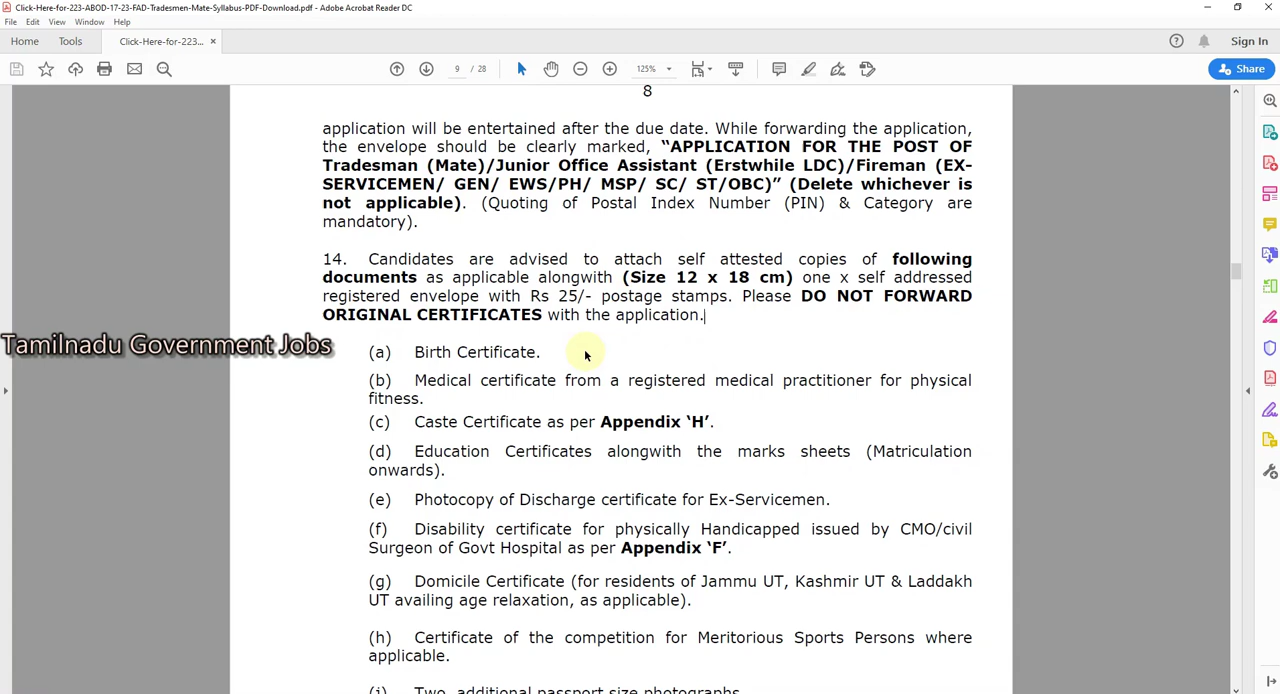 Click-Here-for-223-ABOD-17-23-FAD-Tradesmen-Mate-Syllabus-PDF-Download.pdf - Adobe Acrobat Reader DC
File Edit View Window Help
Home Tools Click-Here-for-223... × Sign In
9 / 28 125% Share
8
application will be entertained after the due date. While forwarding the application,
the envelope should be clearly marked, “APPLICATION FOR THE POST OF
Tradesman (Mate)/Junior Office Assistant (Erstwhile LDC)/Fireman (EX-
SERVICEMEN/ GEN/ EWS/PH/ MSP/ SC/ ST/OBC)” (Delete whichever is
not applicable). (Quoting of Postal Index Number (PIN) & Category are
mandatory).
14. Candidates are advised to attach self attested copies of following
documents as applicable alongwith (Size 12 x 18 cm) one x self addressed
registered envelope with Rs 25/- postage stamps. Please DO NOT FORWARD
ORIGINAL CERTIFICATES with the application.
Tamilnadu Government Jobs
(a) Birth Certificate.
(b) Medical certificate from a registered medical practitioner for physical
fitness.
(c) Caste Certificate as per Appendix ‘H’.
(d) Education Certificates alongwith the marks sheets (Matriculation
onwards).
(e) Photocopy of Discharge certificate for Ex-Servicemen.
(f) Disability certificate for physically Handicapped issued by CMO/civil
Surgeon of Govt Hospital as per Appendix ‘F’.
(g) Domicile Certificate (for residents of Jammu UT, Kashmir UT & Laddakh
UT availing age relaxation, as applicable).
(h) Certificate of the competition for Meritorious Sports Persons where
applicable.
(i) Two additional passport size photographs